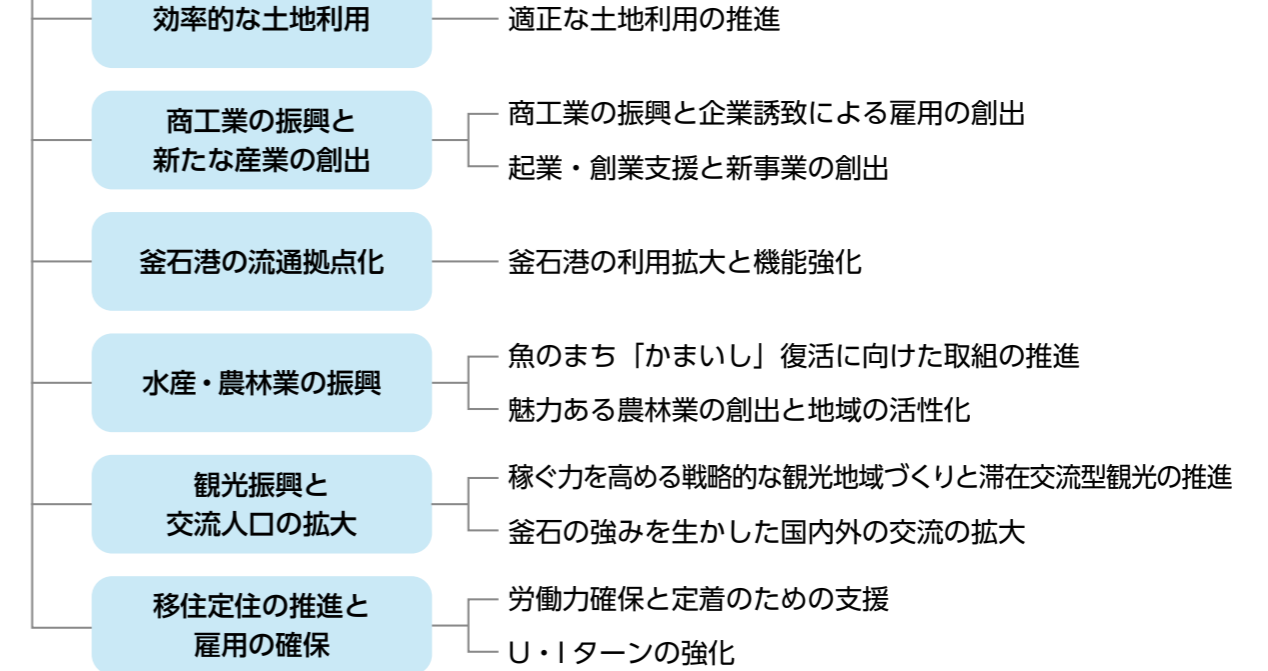 効率的な土地利用
適正な土地利用の推進
商工業の振興と
新たな産業の創出
商工業の振興と企業誘致による雇用の創出
起業・創業支援と新事業の創出
釜石港の流通拠点化
釜石港の利用拡大と機能強化
水産・農林業の振興
魚のまち「かまいし」復活に向けた取組の推進
魅力ある農林業の創出と地域の活性化
観光振興と
交流人口の拡大
稼ぐ力を高める戦略的な観光地域づくりと滞在交流型観光の推進
釜石の強みを生かした国内外の交流の拡大
移住定住の推進と
雇用の確保
労働力確保と定着のための支援
U・Iターンの強化